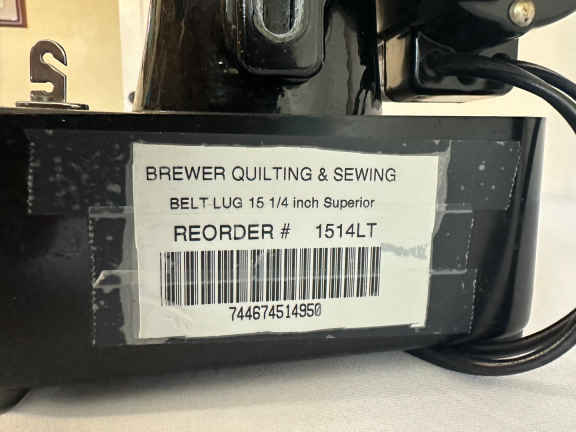 BREWER QUILTING & SEWING
BELT LUG 15 1/4 inch Superior
REORDER # 1514LT
744674514950